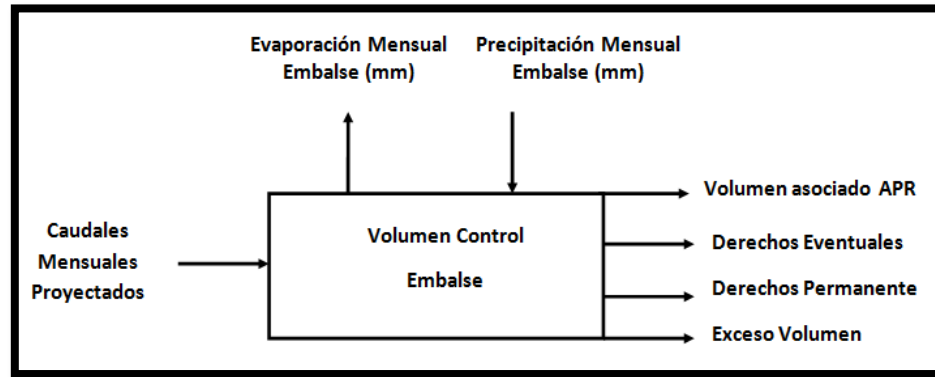 Evaporación Mensual
Embalse (mm)
Precipitación Mensual
Embalse (mm)
Caudales
Mensuales
Proyectados
Volumen Control
Embalse
Volumen asociado APR
Derechos Eventuales
Derechos Permanente
Exceso Volumen